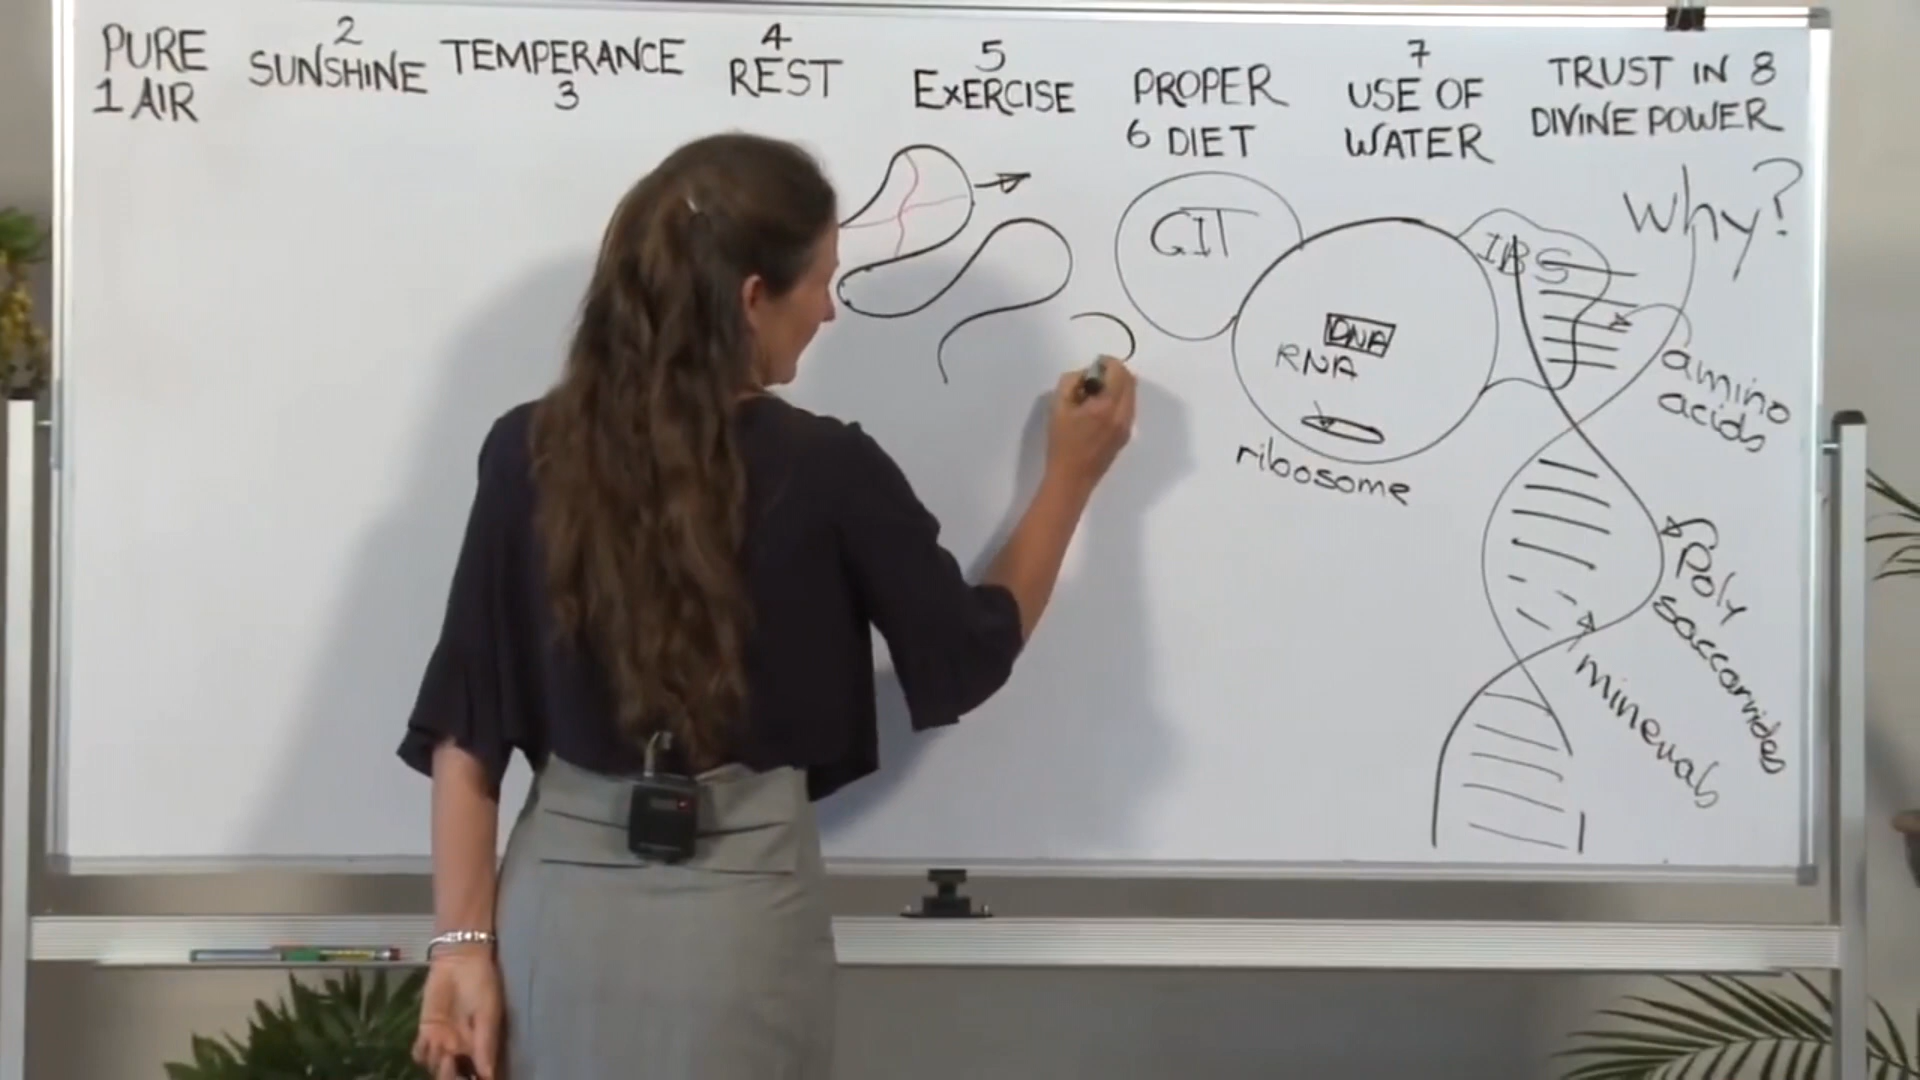 PURE
1 AIR
2
SUNSHINE
TEMPERANCE
3
4
REST
5
EXERCISE
PROPER
6 DIET
7
USE OF
WATER
TRUST IN 8
DIVINE POWER
Why?
GIT
IBS
DNA
RNA
ribosome
amino
acids
Poly
saccarrides
minerals